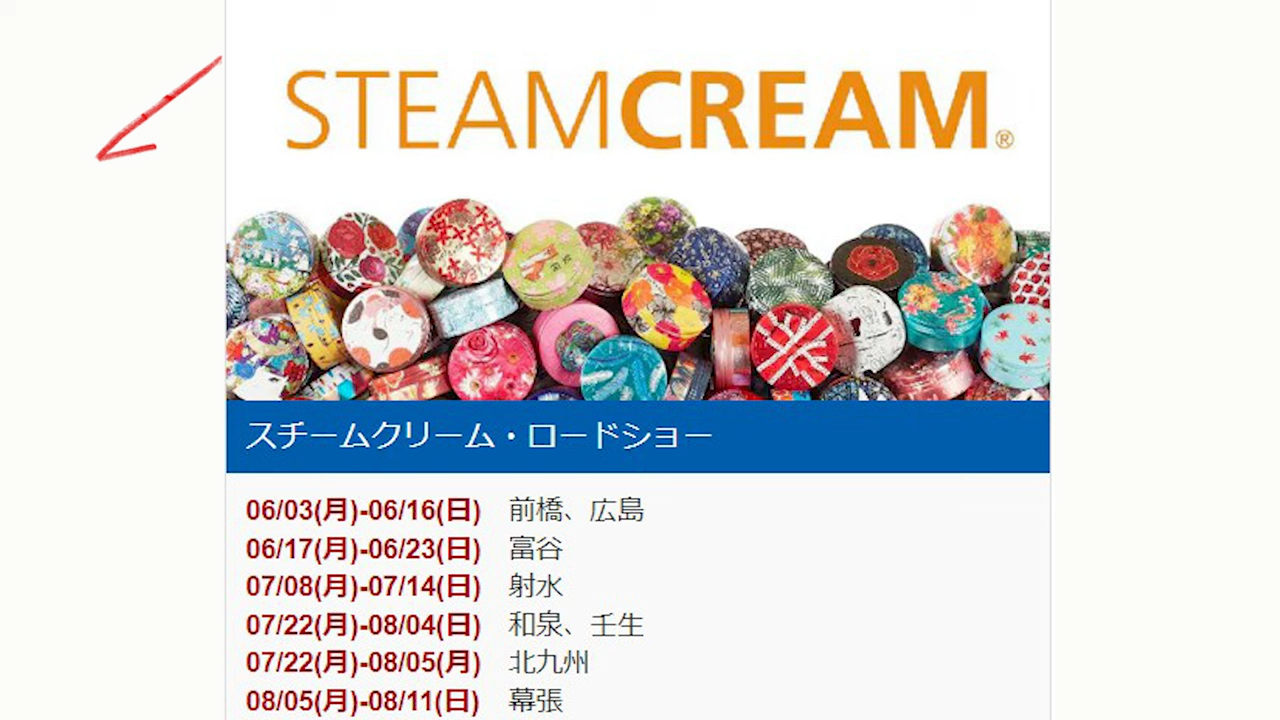 STEAMCREAM®
スチームクリーム・ロードショー
06/03(月)-06/16(日) 前橋、広島
06/17(月)-06/23(日) 富谷
07/08(月)-07/14(日) 射水
07/22(月)-08/04(日) 和泉、壬生
07/22(月)-08/05(月) 北九州
08/05(月)-08/11(日) 幕張